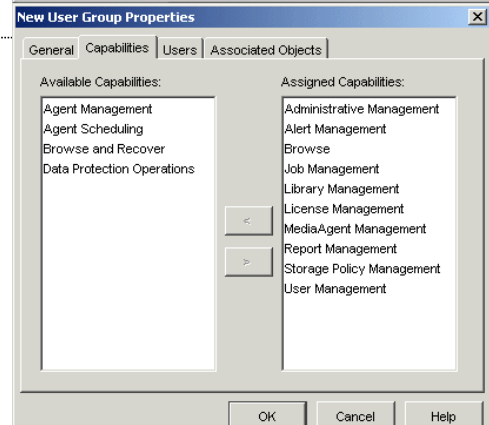 New User Group Properties
General Capabilities Users Associated Objects
Available Capabilities:
Agent Management
Agent Scheduling
Browse and Recover
Data Protection Operations
<
>
Assigned Capabilities:
Administrative Management
Alert Management
Browse
Job Management
Library Management
License Management
MediaAgent Management
Report Management
Storage Policy Management
User Management
OK Cancel Help